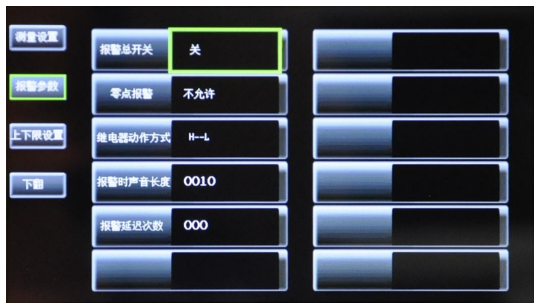 测量设置
报警参数
上下限设置
下翻
报警总开关 关
零点报警 不允许
继电器动作方式 H--L
报警时声音长度 0010
报警延迟次数 000